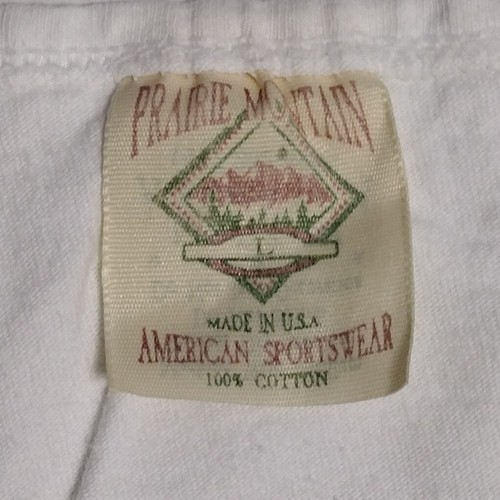 PRAIRIE MOUNTAIN
L
MADE IN U.S.A.
AMERICAN SPORTSWEAR
100% COTTON